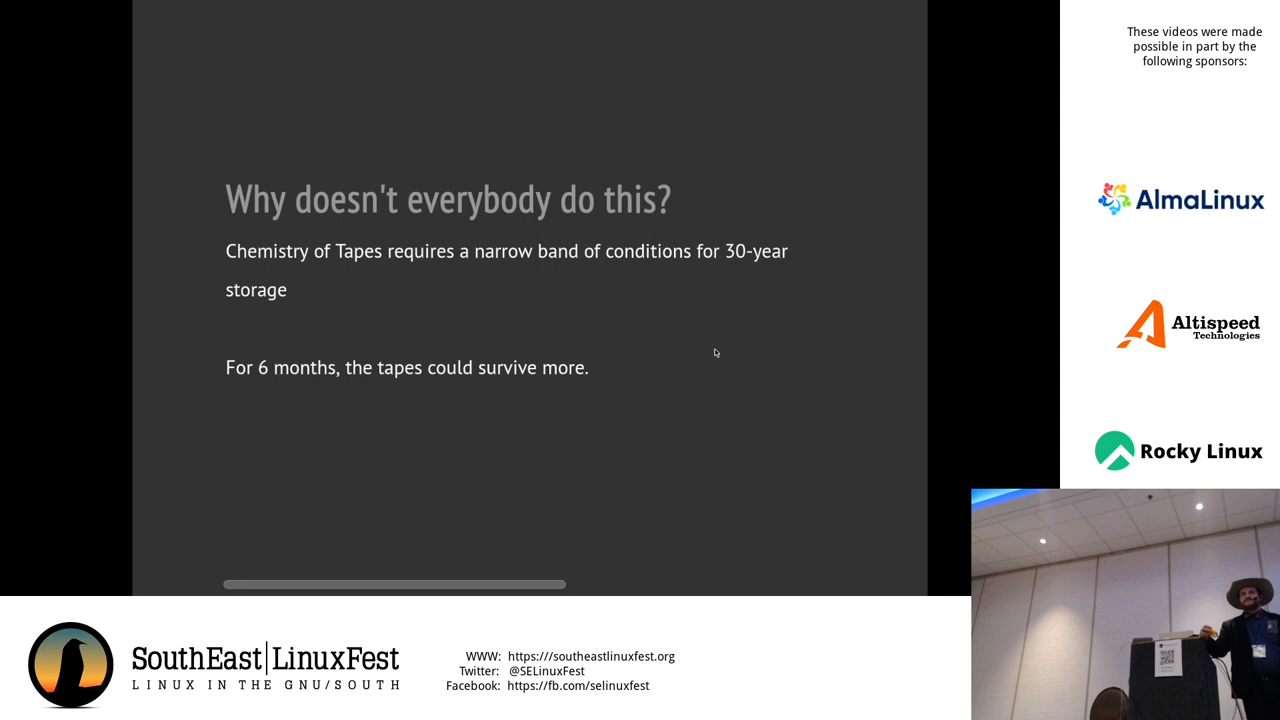 These videos were made
possible in part by the
following sponsors:
Why doesn't everybody do this?
Chemistry of Tapes requires a narrow band of conditions for 30-year
storage
For 6 months, the tapes could survive more.
AlmaLinux
Altispeed
Technologies
Rocky Linux
SouthEast LinuxFest
LINUX IN THE GNU/SOUTH
WWW: https:///southeastlinuxfest.org
Twitter: @SELinuxFest
Facebook: https://fb.com/selinuxfest